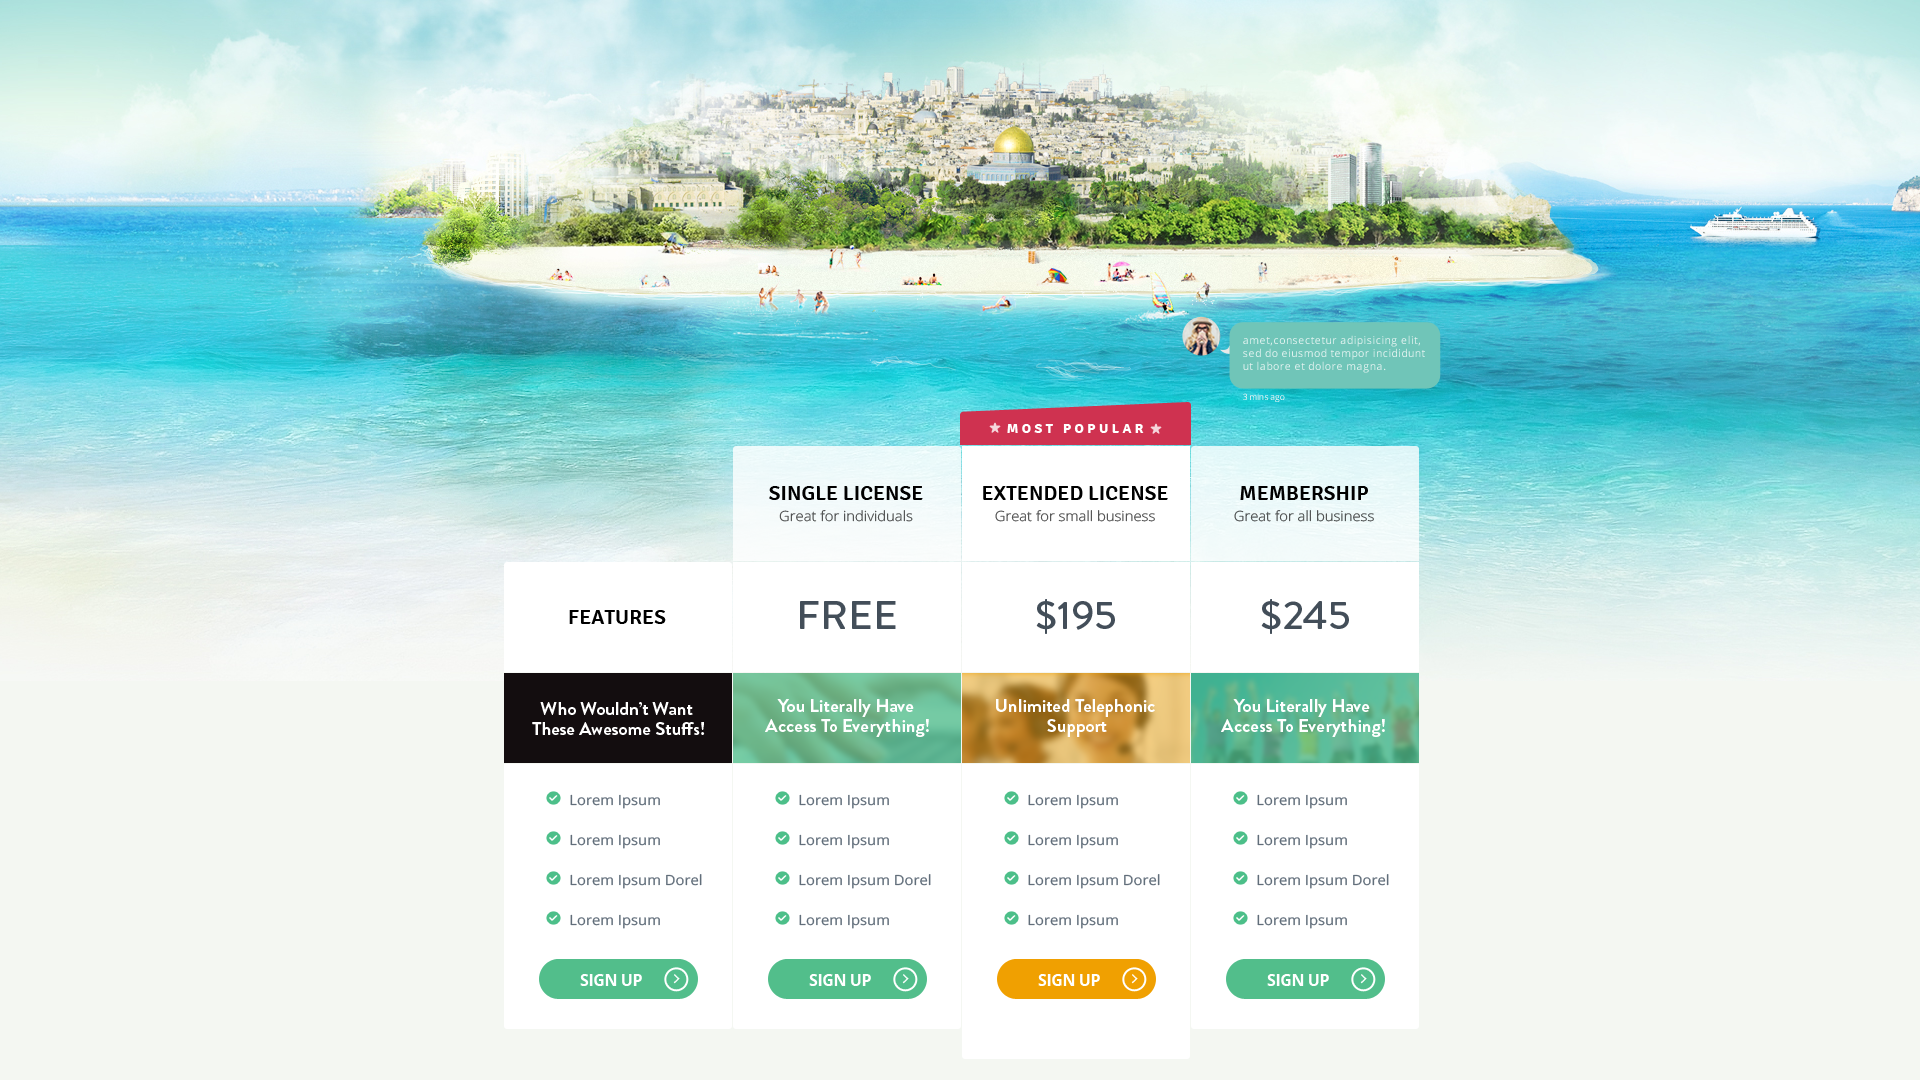 amet,consectetur adipisicing elit,
sed do eiusmod tempor incididunt
ut labore et dolore magna.
3 mins ago
MOST POPULAR
SINGLE LICENSE
Great for individuals
EXTENDED LICENSE
Great for small business
MEMBERSHIP
Great for all business
FEATURES
FREE
$195
$245
Who Wouldn't Want
These Awesome Stuffs!
You Literally Have
Access To Everything!
Unlimited Telephonic
Support
You Literally Have
Access To Everything!
Lorem Ipsum
Lorem Ipsum
Lorem Ipsum Dorel
Lorem Ipsum
SIGN UP
Lorem Ipsum
Lorem Ipsum
Lorem Ipsum Dorel
Lorem Ipsum
SIGN UP
Lorem Ipsum
Lorem Ipsum
Lorem Ipsum Dorel
Lorem Ipsum
SIGN UP
Lorem Ipsum
Lorem Ipsum
Lorem Ipsum Dorel
Lorem Ipsum
SIGN UP